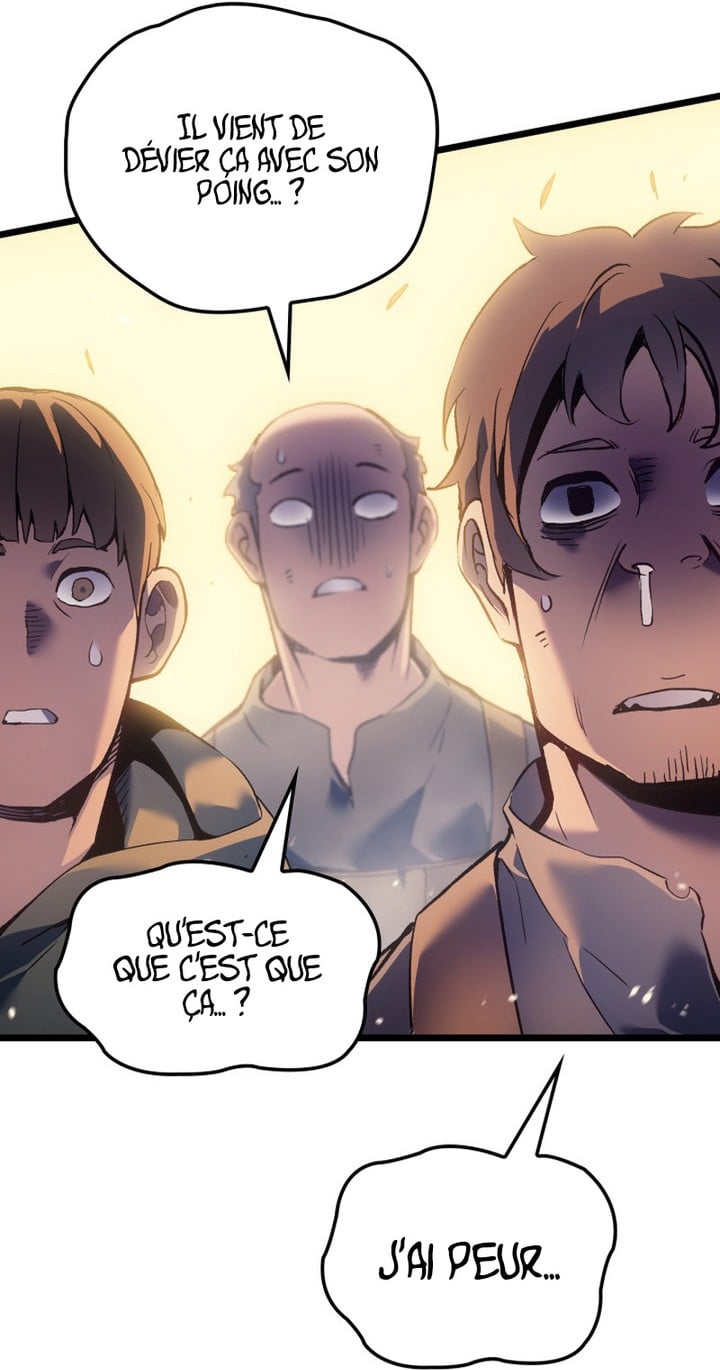 IL VIENT DE
DÉVIER ÇA AVEC SON
POING... ?
QU'EST-CE
QUE C'EST QUE
ÇA... ?
J'AI PEUR...